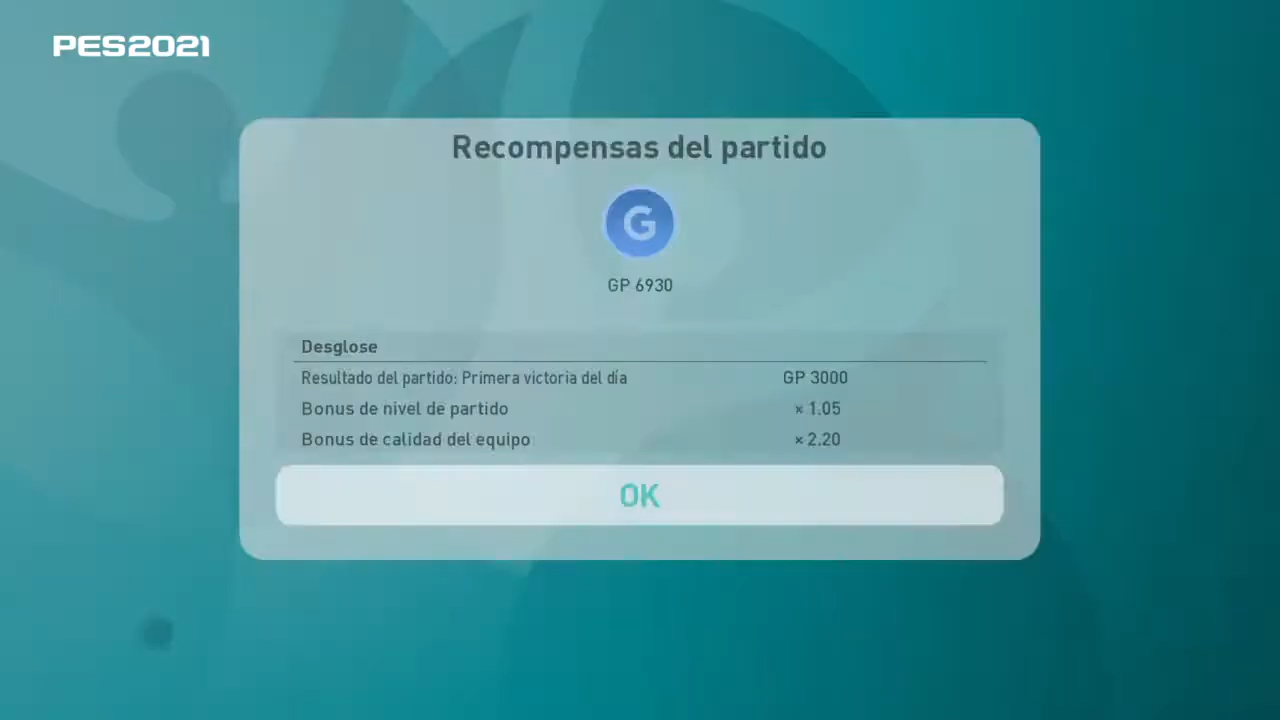 PES2021
Recompensas del partido
G
GP 6930
Desglose
Resultado del partido: Primera victoria del día GP 3000
Bonus de nivel de partido × 1.05
Bonus de calidad del equipo × 2.20
OK